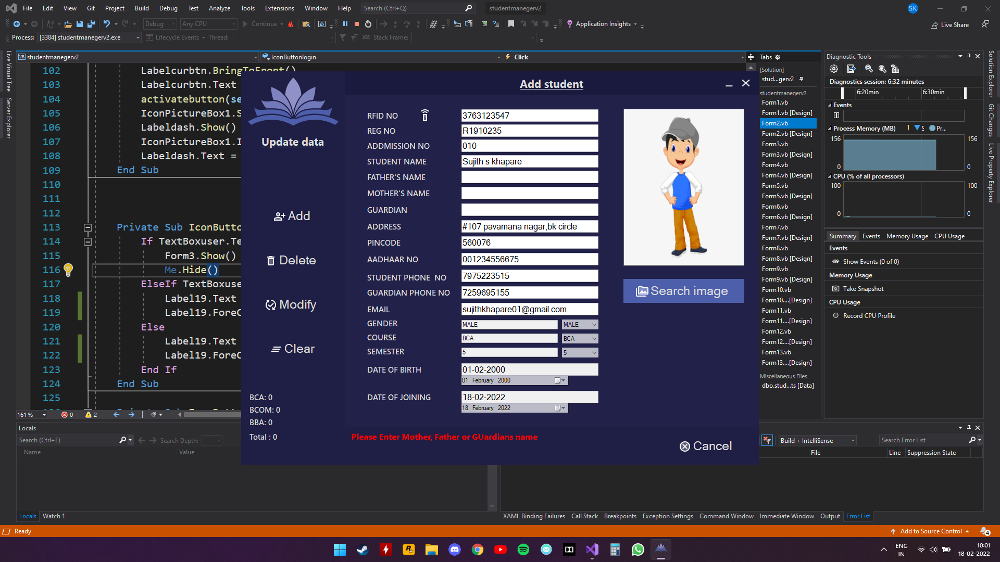 File Edit View Git Project Build Debug Test Analyze Tools Extensions Window Help Search (Ctrl+Q) studentmanegerv2 SK
Debug Any CPU Continue Application Insights Live Share
Process: [3384] studentmanegerv2.exe Lifecycle Events Thread: Stack Frame:
Live Visual Tree
Server Explorer
studentmanegerv2 IconButtonlogin Click
102 Labelcurbtn.BringToFront()
103 Labelcurbtn.Text
104 activatebutton(se
105 IconPictureBox1.S
106 Labeldash.Show()
107 IconPictureBox1.I
108 Labeldash.Text =
109 End Sub
110
111
112
113 Private Sub IconButto
114 If TextBoxuser.Te
115 Form3.Show()
116 Me.Hide()
117 ElseIf TextBoxuse
118 Label19.Text
119 Label19.ForeC
120 Else
121 Label19.Text
122 Label19.ForeC
123 End If
124 End Sub
125
161 % 0 2
Add student
Update data
Add
Delete
Modify
Clear
BCA: 0
BCOM: 0
BBA: 0
Total : 0
RFID NO 3763123547
REG NO R1910235
ADDMISSION NO 010
STUDENT NAME Sujith s khapare
FATHER'S NAME
MOTHER'S NAME
GUARDIAN
ADDRESS #107 pavamana nagar,bk circle
PINCODE 560076
AADHAAR NO 001234556675
STUDENT PHONE NO 7975223515
GUARDIAN PHONE NO 7259695155
EMAIL sujithkhapare01@gmail.com
GENDER MALE MALE
COURSE BCA BCA
SEMESTER 5 5
DATE OF BIRTH 01-02-2000
01 February 2000
DATE OF JOINING 18-02-2022
18 February 2022
Search image
Please Enter Mother, Father or GUardians name
Cancel
Tabs
[Solution]
stud...gerv2
studentmanegerv2
Form1.vb
Form1.vb [Design]
Form2.vb
Form2.vb [Design]
Form3.vb
Form3.vb [Design]
Form4.vb
Form4.vb [Design]
Form5.vb
Form5.vb [Design]
Form6.vb
Form6.vb [Design]
Form7.vb
Form7.vb [Design]
Form8.vb
Form8.vb [Design]
Form9.vb
Form9.vb [Design]
Form10.vb
Form10....[Design]
Form11.vb
Form11....[Design]
Form12.vb
Form12....[Design]
Form13.vb
Form13....[Design]
Miscellaneous Files
dbo.stud...ts [Data]
Diagnostic Tools
Diagnostics session: 6:32 minutes
6:20min 6:30min
Events
Process Memory (MB) S Pr...
156 156
0 0
CPU (% of all processors)
100 100
0 0
Summary Events Memory Usage CPU Usage
Events
Show Events (0 of 0)
Memory Usage
Take Snapshot
CPU Usage
Record CPU Profile
Solution Explorer
Git Changes
Live Property Explorer
Locals
Search (Ctrl+E) Search Depth:
Name Value
Locals Watch 1
Build + IntelliSense Search Error List
File Line Suppression State
XAML Binding Failures Call Stack Breakpoints Exception Settings Command Window Immediate Window Output Error List
Ready Add to Source Control 4
ENG
IN
10:01
18-02-2022